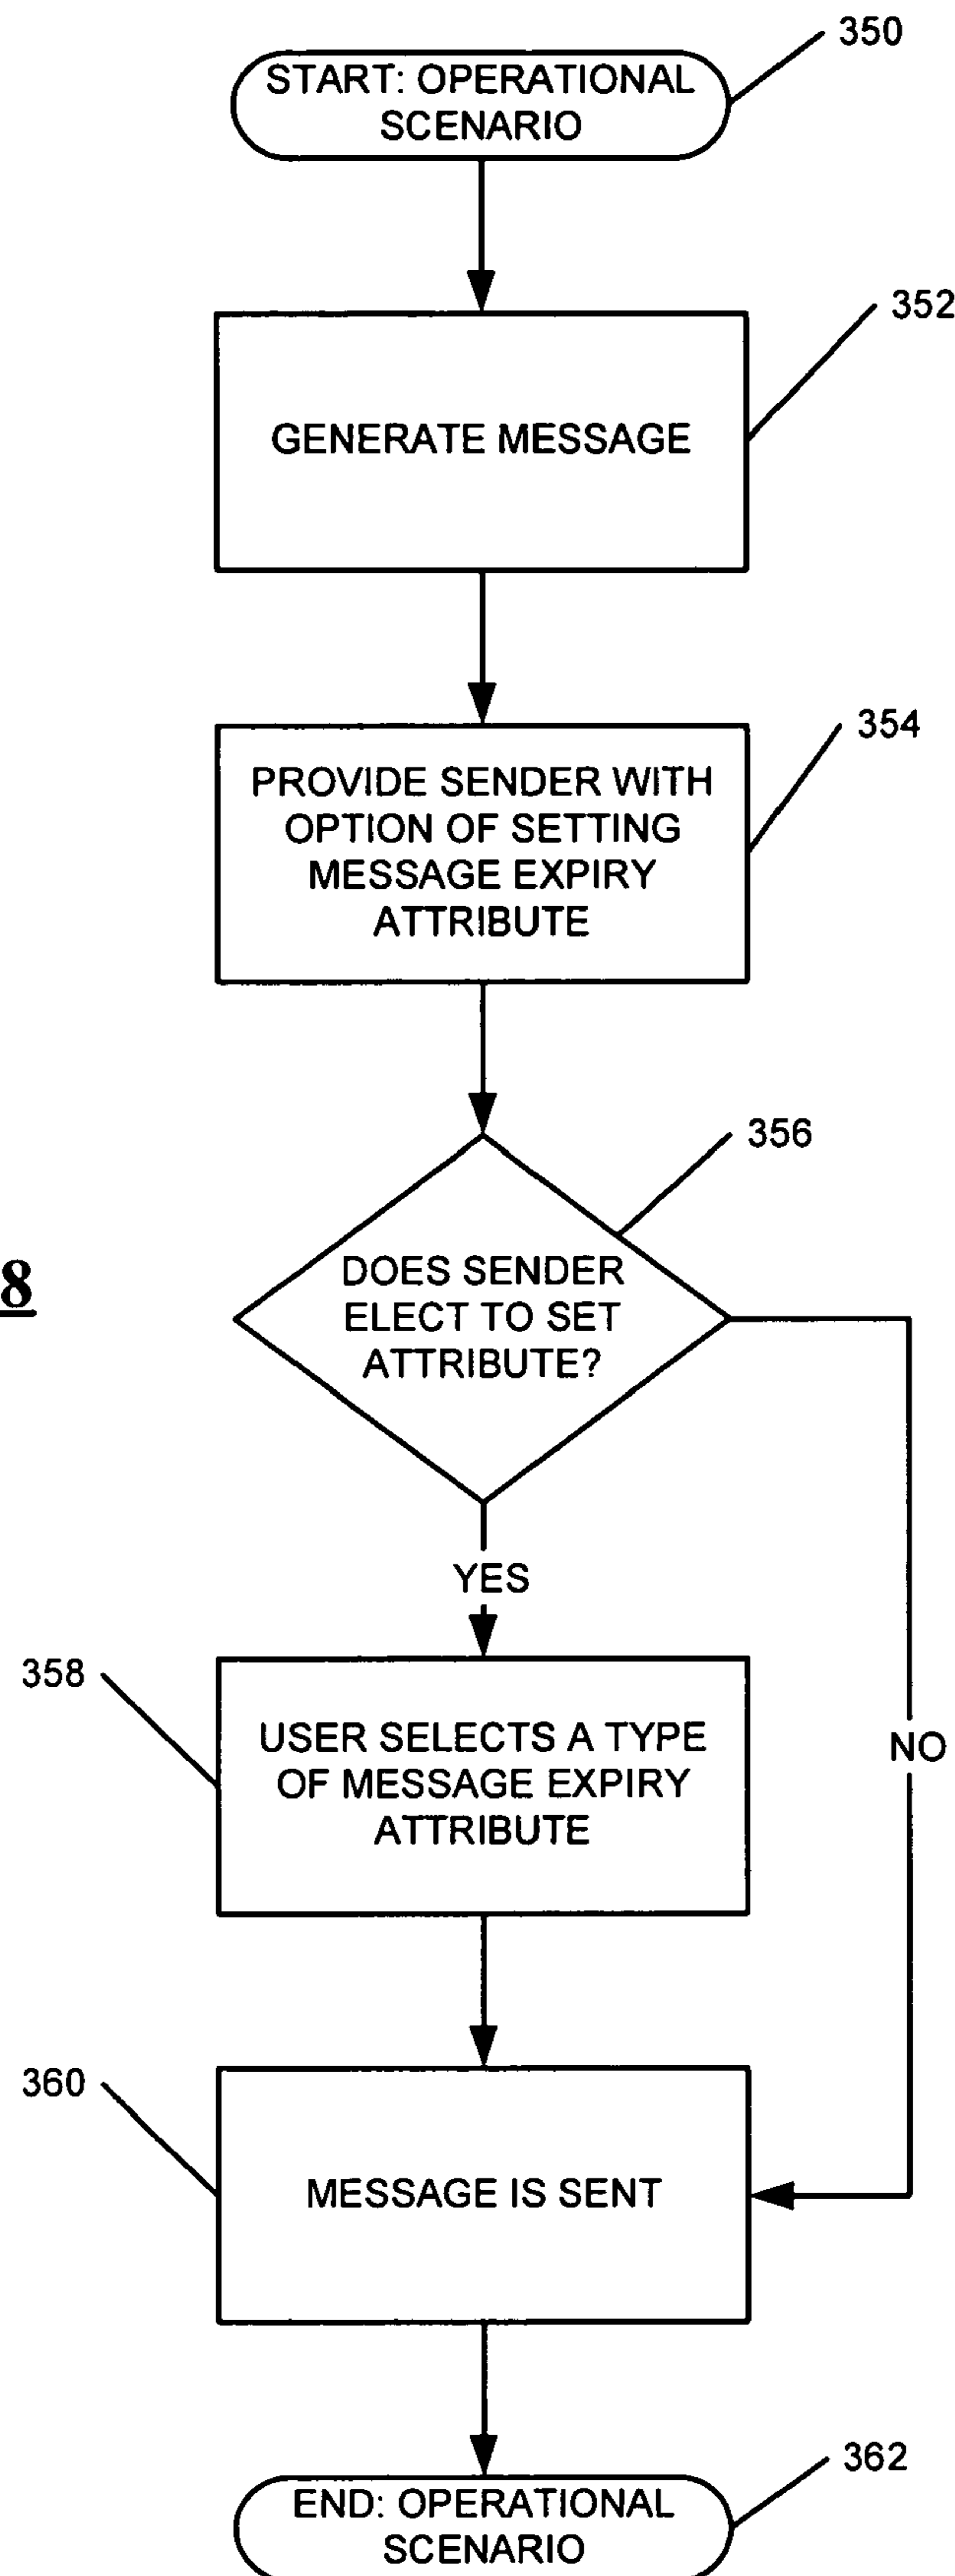 350
START: OPERATIONAL
SCENARIO
352
GENERATE MESSAGE
354
PROVIDE SENDER WITH
OPTION OF SETTING
MESSAGE EXPIRY
ATTRIBUTE
356
DOES SENDER
ELECT TO SET
ATTRIBUTE?
8
YES
358
USER SELECTS A TYPE
OF MESSAGE EXPIRY
ATTRIBUTE
NO
360
MESSAGE IS SENT
362
END: OPERATIONAL
SCENARIO